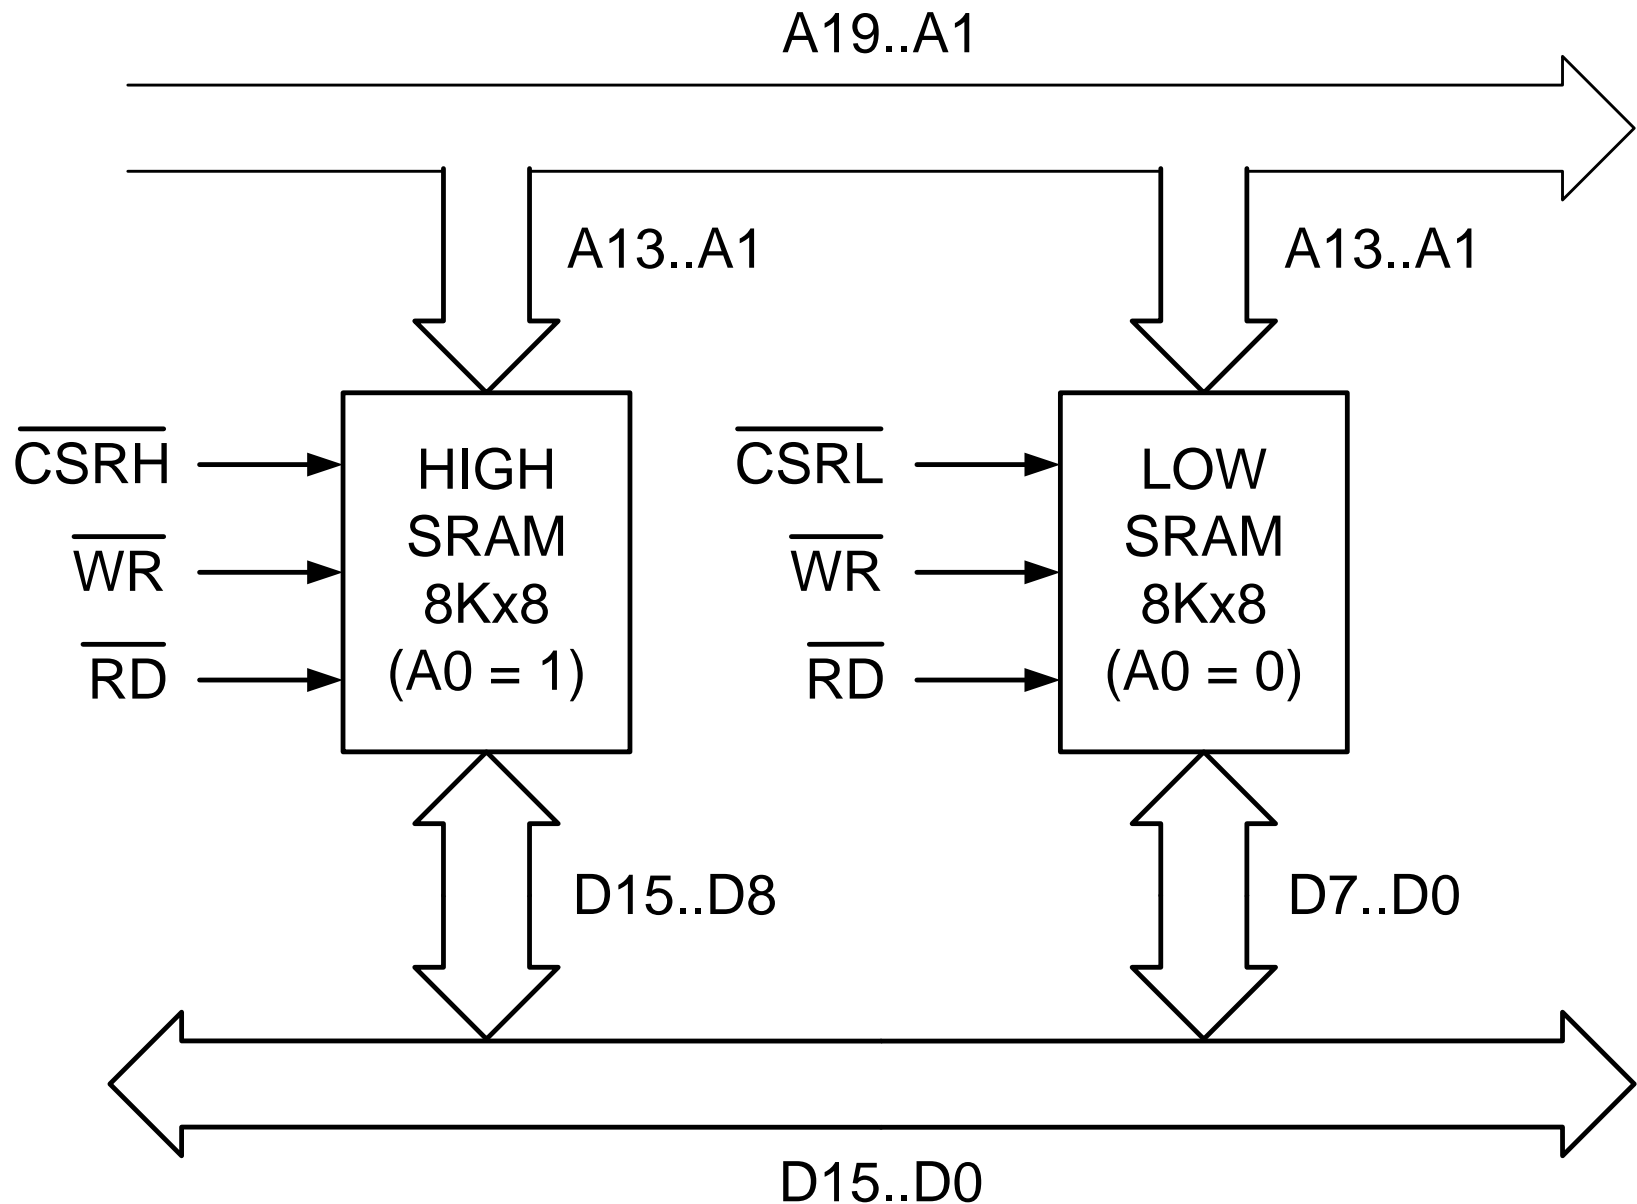 A19..A1
A13..A1
A13..A1
CSRH
WR
RD
HIGH
SRAM
8Kx8
(A0 = 1)
CSRL
WR
RD
LOW
SRAM
8Kx8
(A0 = 0)
D15..D8
D7..D0
D15..D0